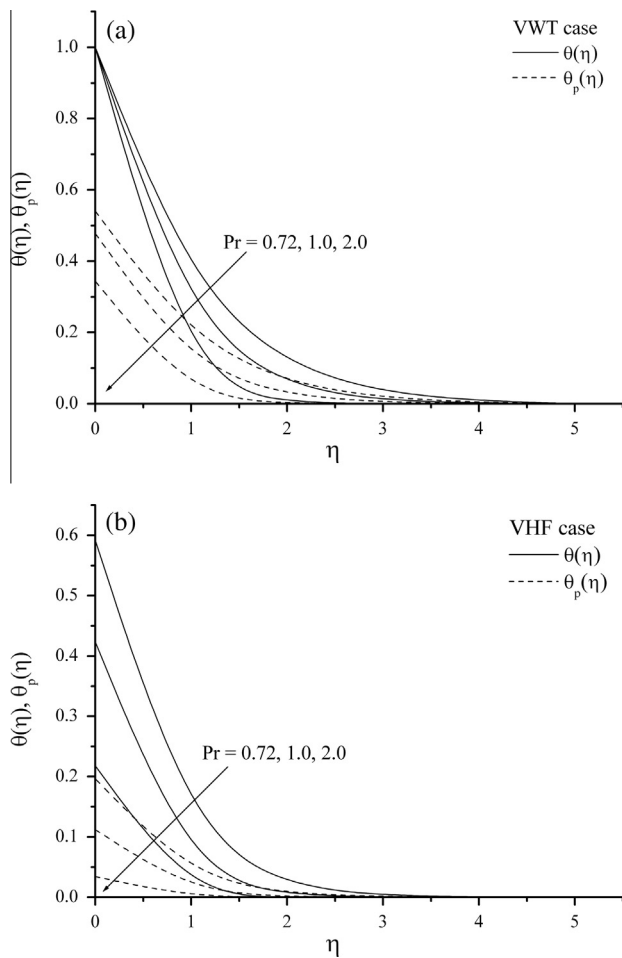 (a)
VWT case
θ(η)
θp(η)
1.0
0.8
0.6
0.4
0.2
0.0
θ(η), θp(η)
Pr = 0.72, 1.0, 2.0
0 1 2 3 4 5
η
(b)
VHF case
θ(η)
θp(η)
0.6
0.5
0.4
0.3
0.2
0.1
0.0
θ(η), θp(η)
Pr = 0.72, 1.0, 2.0
0 1 2 3 4 5
η